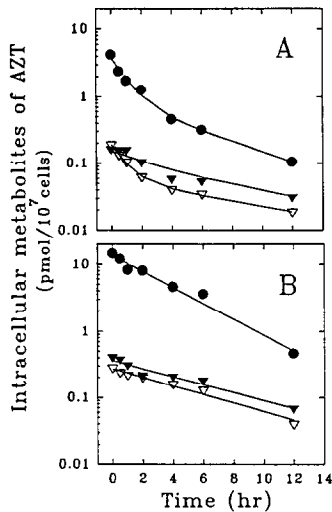 Intracellular metabolites of AZT
(pmol/10⁷cells)
A
10
1
0.1
0.01
B
10
1
0.1
0.01
0 2 4 6 8 10 12 14
Time (hr)